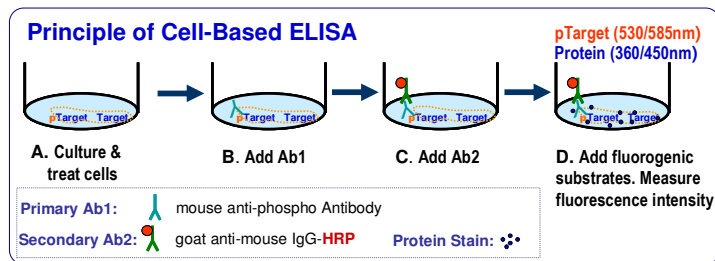 Principle of Cell-Based ELISA
pTarget (530/585nm)
Protein (360/450nm)
pTarget Target
pTarget Target
pTarget Target
pTarget Target
A. Culture &
treat cells
B. Add Ab1
C. Add Ab2
D. Add fluorogenic
substrates. Measure
fluorescence intensity
Primary Ab1: mouse anti-phospho Antibody
Secondary Ab2: goat anti-mouse IgG-HRP Protein Stain: